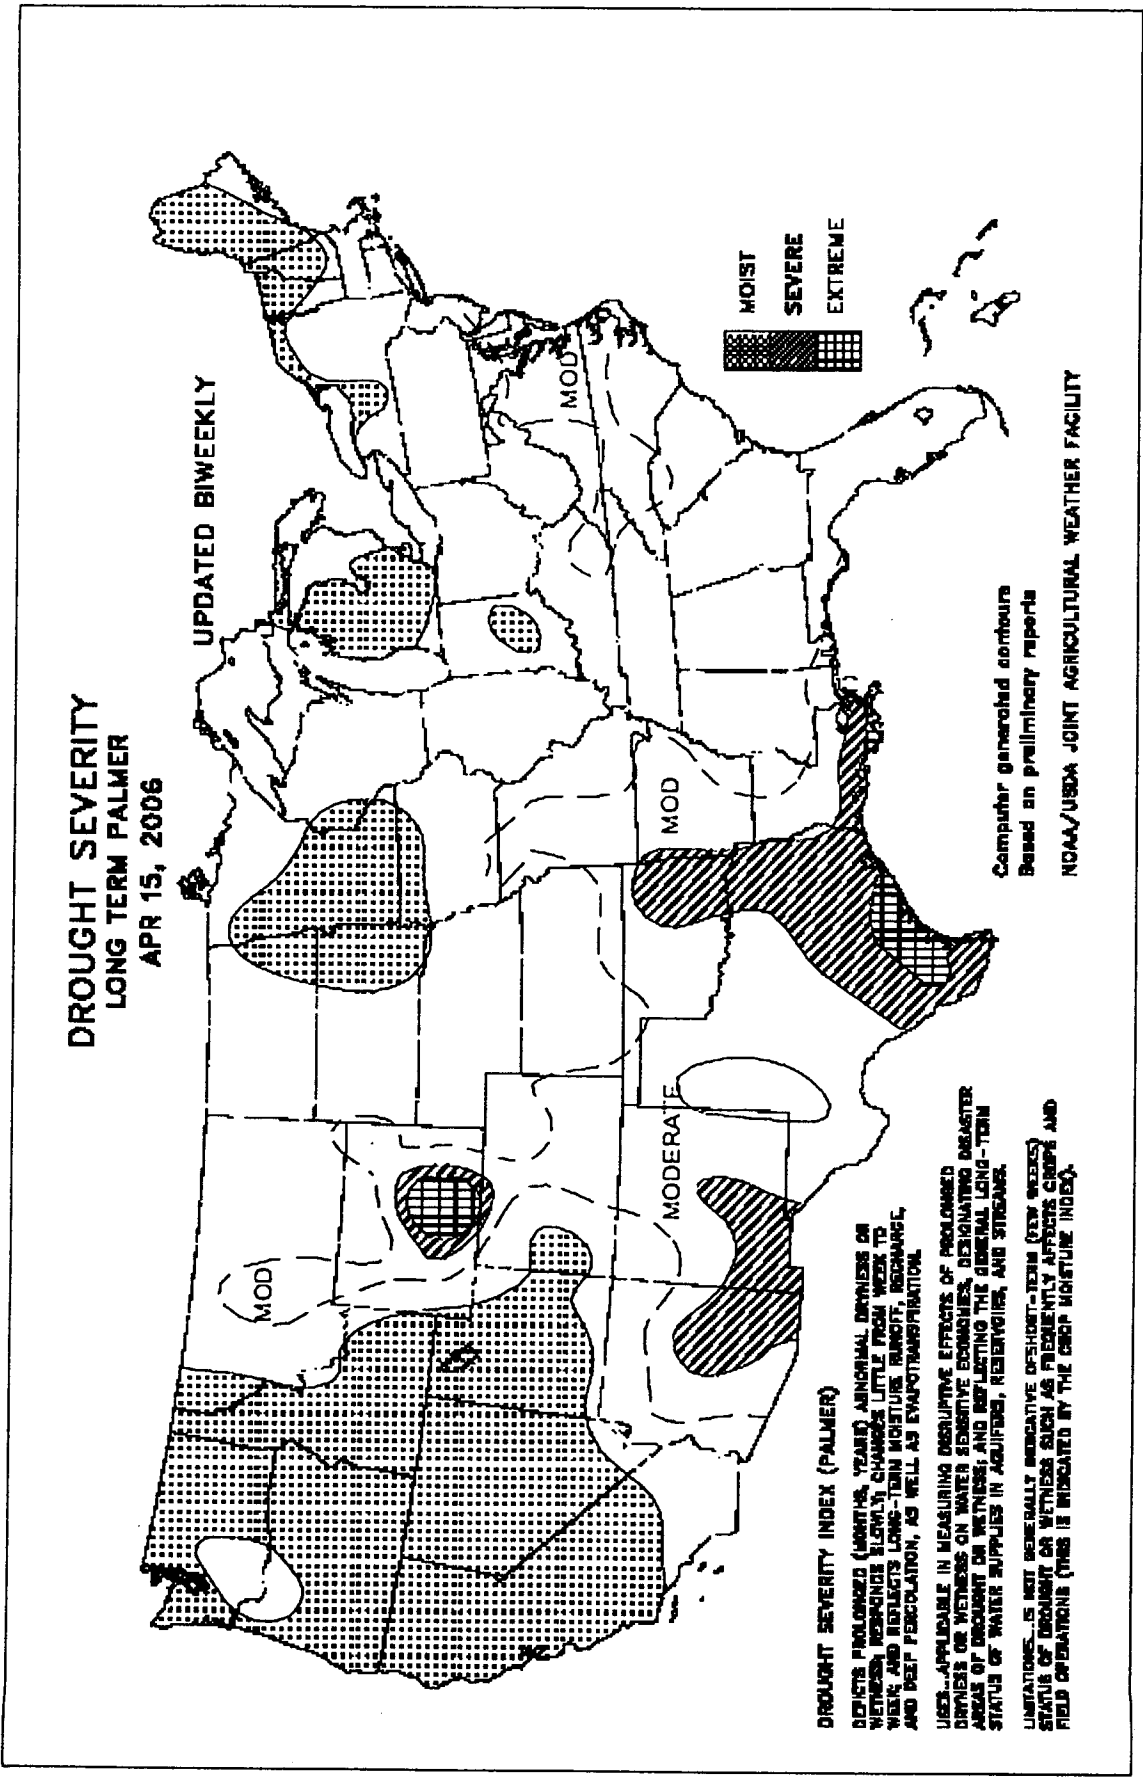 DROUGHT SEVERITY
LONG TERM PALMER
APR 15, 2006
UPDATED BIWEEKLY
MOD
MOD
MODERATE
MOD
MOIST
SEVERE
EXTREME
Computer generated contours
Based on preliminary reports
NOAA/USDA JOINT AGRICULTURAL WEATHER FACILITY
DROUGHT SEVERITY INDEX (PALMER)
DEPICTS PROLONGED (MONTHS, YEARS) ABNORMAL DRYNESS OR
WETNESS; RESPONDS SLOWLY; CHANGES LITTLE FROM WEEK TO
WEEK; AND REFLECTS LONG-TERM MOISTURE RUNOFF, RECHARGE,
AND DEEP PERCOLATION, AS WELL AS EVAPOTRANSPIRATION.
USES...APPLICABLE IN MEASURING DISRUPTIVE EFFECTS OF PROLONGED
DRYNESS OR WETNESS ON WATER SENSITIVE ECONOMIES, DESIGNATING DISASTER
AREAS OF DROUGHT OR WETNESS; AND REFLECTING THE GENERAL LONG-TERM
STATUS OF WATER SUPPLIES IN AQUIFERS, RESERVOIRS, AND STREAMS.
LIMITATIONS...IS NOT GENERALLY INDICATIVE OF SHORT-TERM (FEW WEEKS)
STATUS OF DROUGHT OR WETNESS SUCH AS FREQUENTLY AFFECTS CROPS AND
FIELD OPERATIONS (THIS IS INDICATED BY THE CROP MOISTURE INDEX).